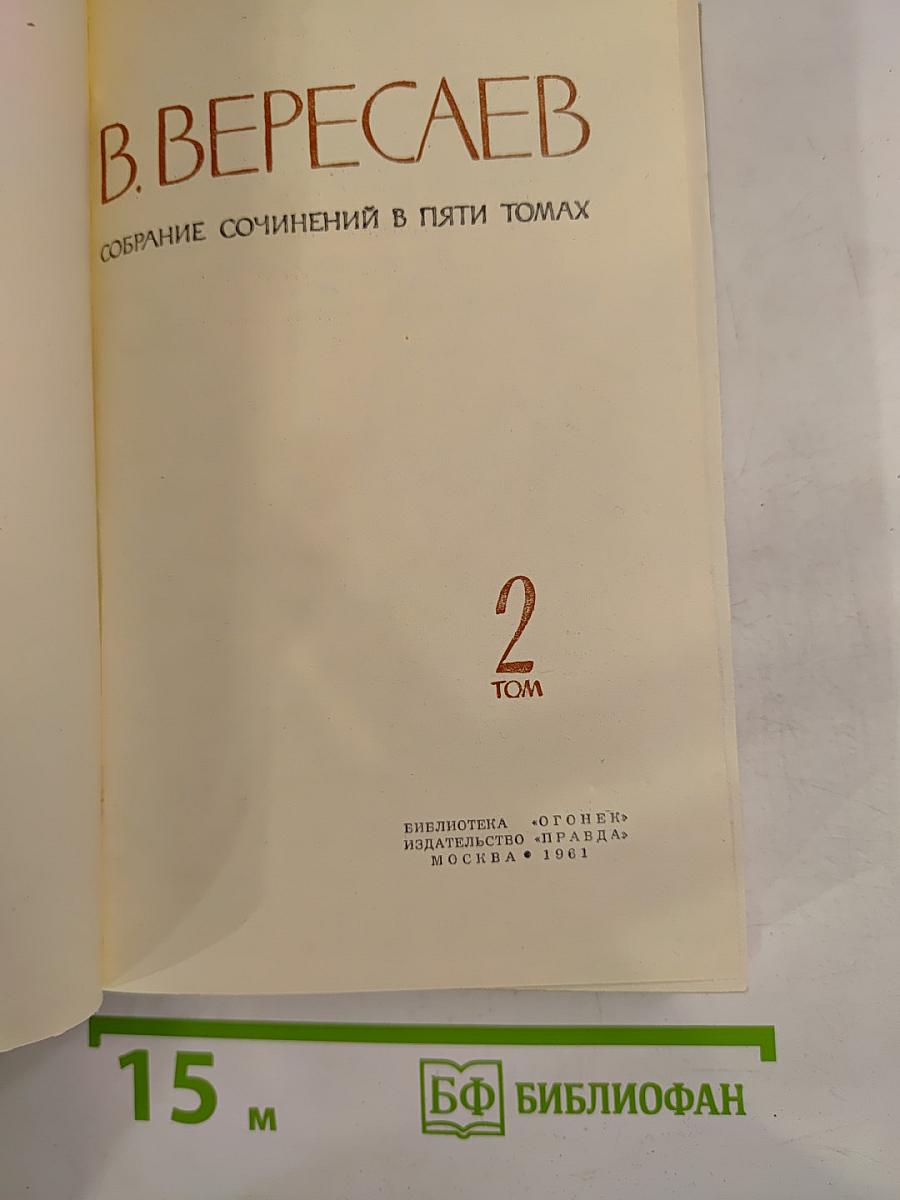 В. ВЕРЕСАЕВ
СОБРАНИЕ СОЧИНЕНИЙ В ПЯТИ ТОМАХ
2
ТОМ
БИБЛИОТЕКА «ОГОНЕК»
ИЗДАТЕЛЬСТВО «ПРАВДА»
МОСКВА • 1961
15 м
БФ БИБЛИОФАН